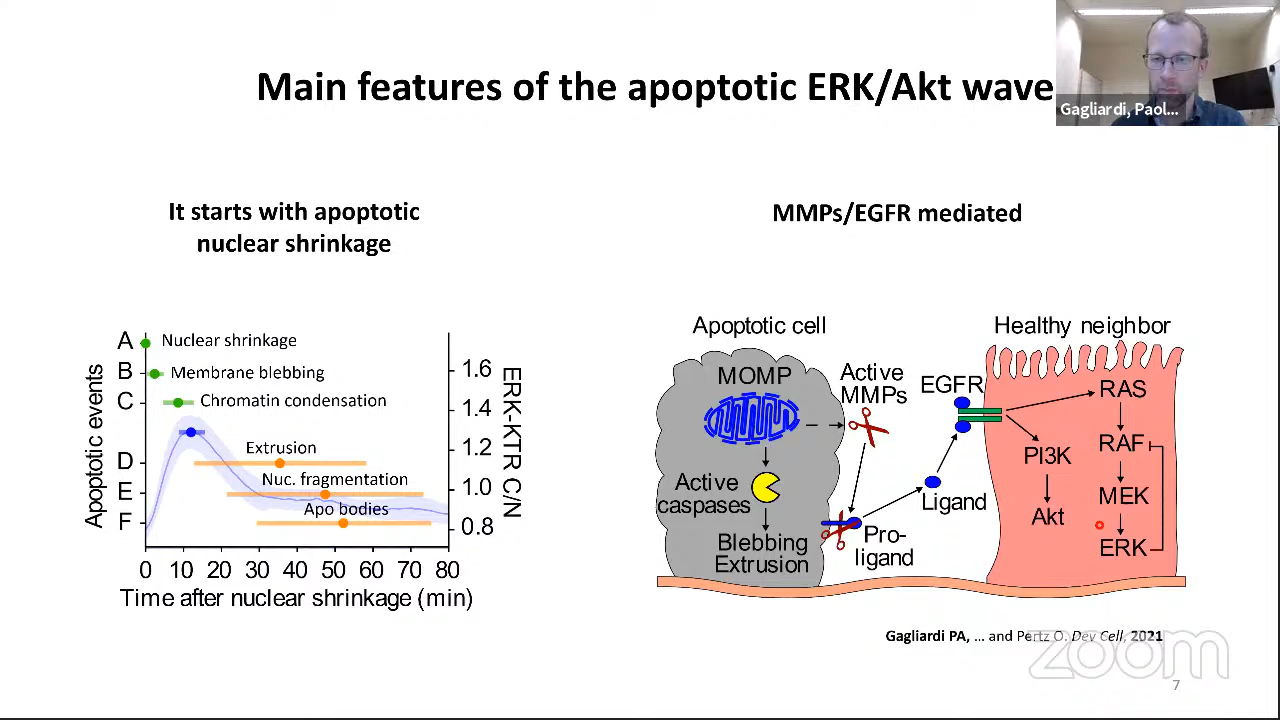 Main features of the apoptotic ERK/Akt wave
Gagliardi, Paol...
It starts with apoptotic
nuclear shrinkage
MMPs/EGFR mediated
Apoptotic events
A
B
C
D
E
F
Nuclear shrinkage
Membrane blebbing
Chromatin condensation
Extrusion
Nuc. fragmentation
Apo bodies
1.6
1.4
1.2
1.0
0.8
ERK-KTR C/N
0 10 20 30 40 50 60 70 80
Time after nuclear shrinkage (min)
Apoptotic cell
Healthy neighbor
MOMP
Active
MMPs
EGFR
RAS
RAF
PI3K
MEK
Akt
ERK
Active
caspases
Ligand
Pro-
ligand
Blebbing
Extrusion
Gagliardi PA, ... and Pertz O. Dev Cell, 2021
zoom
7